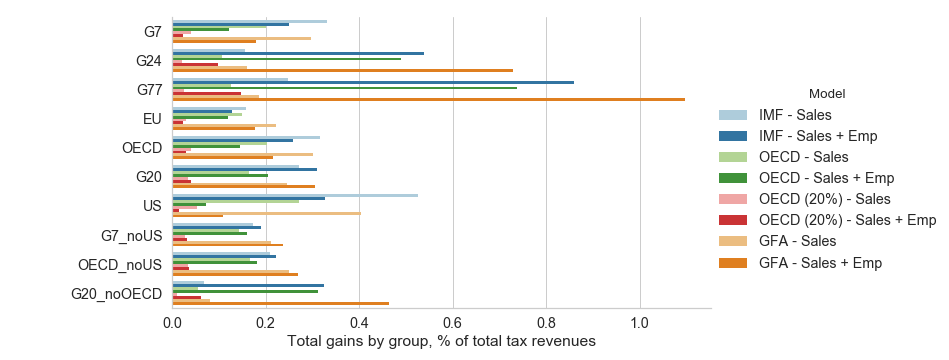 G7
G24
G77
EU
OECD
G20
US
G7_noUS
OECD_noUS
G20_noOECD
0.0 0.2 0.4 0.6 0.8 1.0
Total gains by group, % of total tax revenues
Model
IMF - Sales
IMF - Sales + Emp
OECD - Sales
OECD - Sales + Emp
OECD (20%) - Sales
OECD (20%) - Sales + Emp
GFA - Sales
GFA - Sales + Emp